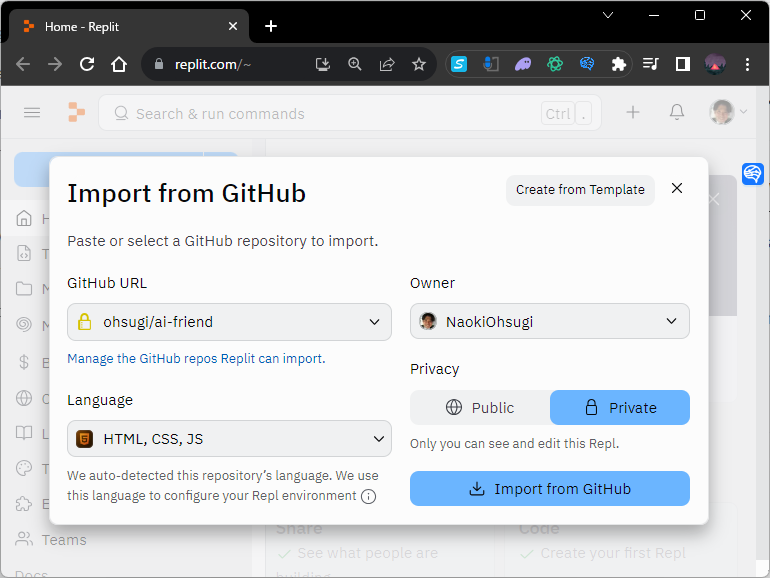 Home - Replit
replit.com/~
Search & run commands
Ctrl .
Import from GitHub
Create from Template
Paste or select a GitHub repository to import.
GitHub URL
ohsugi/ai-friend
Manage the GitHub repos Replit can import.
Language
HTML, CSS, JS
We auto-detected this repository's language. We use
this language to configure your Repl environment
Owner
NaokiOhsugi
Privacy
Public
Private
Only you can see and edit this Repl.
Import from GitHub
H
T
M
M
$ B
C
L
T
E
Teams
Docs
Share
See what people are
building
Code
Create your first Repl